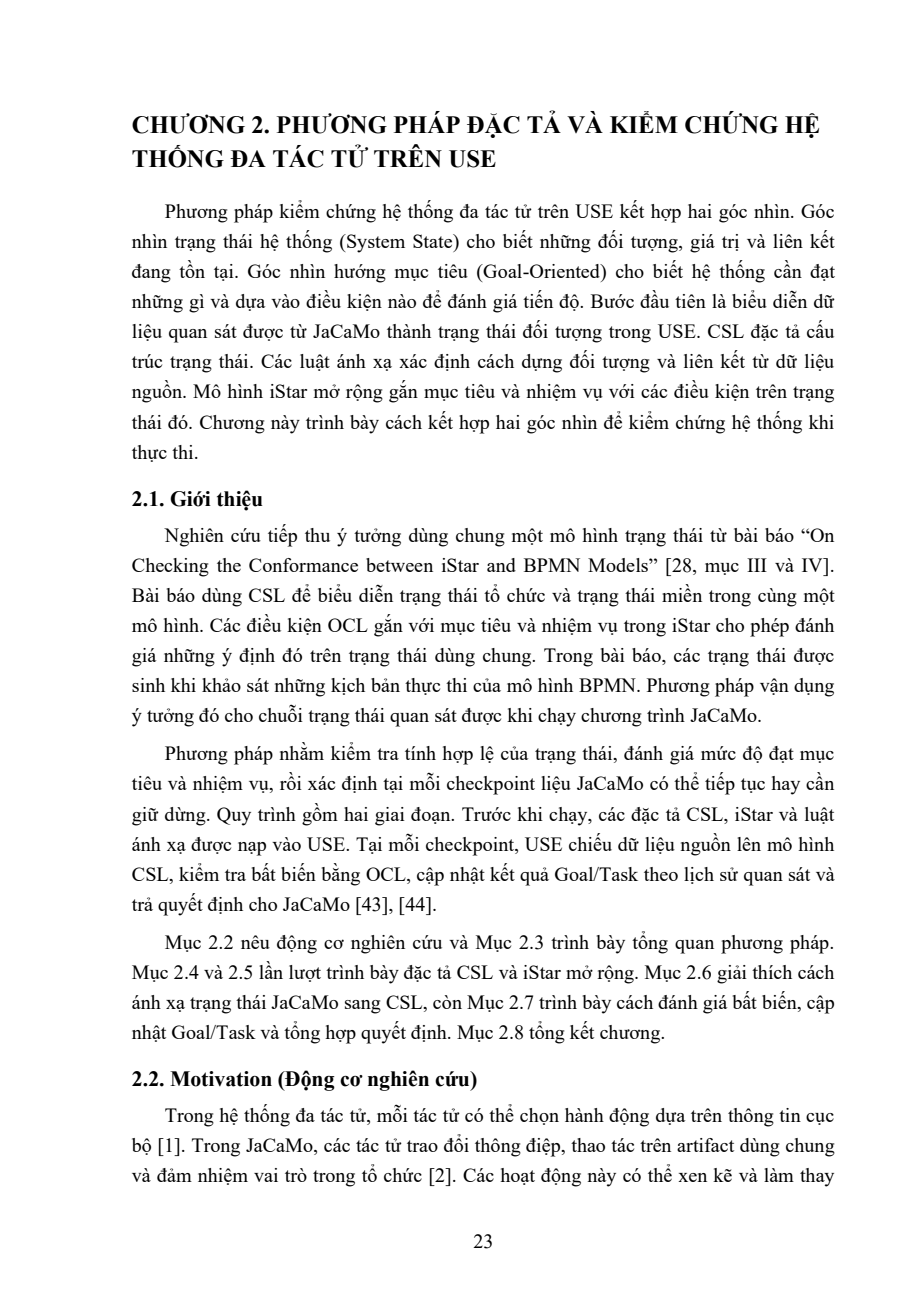 CHƯƠNG 2. PHƯƠNG PHÁP ĐẶC TẢ VÀ KIỂM CHỨNG HỆ
THỐNG ĐA TÁC TỬ TRÊN USE
Phương pháp kiểm chứng hệ thống đa tác tử trên USE kết hợp hai góc nhìn. Góc
nhìn trạng thái hệ thống (System State) cho biết những đối tượng, giá trị và liên kết
đang tồn tại. Góc nhìn hướng mục tiêu (Goal-Oriented) cho biết hệ thống cần đạt
những gì và dựa vào điều kiện nào để đánh giá tiến độ. Bước đầu tiên là biểu diễn dữ
liệu quan sát được từ JaCaMo thành trạng thái đối tượng trong USE. CSL đặc tả cấu
trúc trạng thái. Các luật ánh xạ xác định cách dựng đối tượng và liên kết từ dữ liệu
nguồn. Mô hình iStar mở rộng gắn mục tiêu và nhiệm vụ với các điều kiện trên trạng
thái đó. Chương này trình bày cách kết hợp hai góc nhìn để kiểm chứng hệ thống khi
thực thi.
2.1. Giới thiệu
Nghiên cứu tiếp thu ý tưởng dùng chung một mô hình trạng thái từ bài báo “On
Checking the Conformance between iStar and BPMN Models” [28, mục III và IV].
Bài báo dùng CSL để biểu diễn trạng thái tổ chức và trạng thái miền trong cùng một
mô hình. Các điều kiện OCL gắn với mục tiêu và nhiệm vụ trong iStar cho phép đánh
giá những ý định đó trên trạng thái dùng chung. Trong bài báo, các trạng thái được
sinh khi khảo sát những kịch bản thực thi của mô hình BPMN. Phương pháp vận dụng
ý tưởng đó cho chuỗi trạng thái quan sát được khi chạy chương trình JaCaMo.
Phương pháp nhằm kiểm tra tính hợp lệ của trạng thái, đánh giá mức độ đạt mục
tiêu và nhiệm vụ, rồi xác định tại mỗi checkpoint liệu JaCaMo có thể tiếp tục hay cần
giữ dừng. Quy trình gồm hai giai đoạn. Trước khi chạy, các đặc tả CSL, iStar và luật
ánh xạ được nạp vào USE. Tại mỗi checkpoint, USE chiếu dữ liệu nguồn lên mô hình
CSL, kiểm tra bất biến bằng OCL, cập nhật kết quả Goal/Task theo lịch sử quan sát và
trả quyết định cho JaCaMo [43], [44].
Mục 2.2 nêu động cơ nghiên cứu và Mục 2.3 trình bày tổng quan phương pháp.
Mục 2.4 và 2.5 lần lượt trình bày đặc tả CSL và iStar mở rộng. Mục 2.6 giải thích cách
ánh xạ trạng thái JaCaMo sang CSL, còn Mục 2.7 trình bày cách đánh giá bất biến, cập
nhật Goal/Task và tổng hợp quyết định. Mục 2.8 tổng kết chương.
2.2. Motivation (Động cơ nghiên cứu)
Trong hệ thống đa tác tử, mỗi tác tử có thể chọn hành động dựa trên thông tin cục
bộ [1]. Trong JaCaMo, các tác tử trao đổi thông điệp, thao tác trên artifact dùng chung
và đảm nhiệm vai trò trong tổ chức [2]. Các hoạt động này có thể xen kẽ và làm thay
23